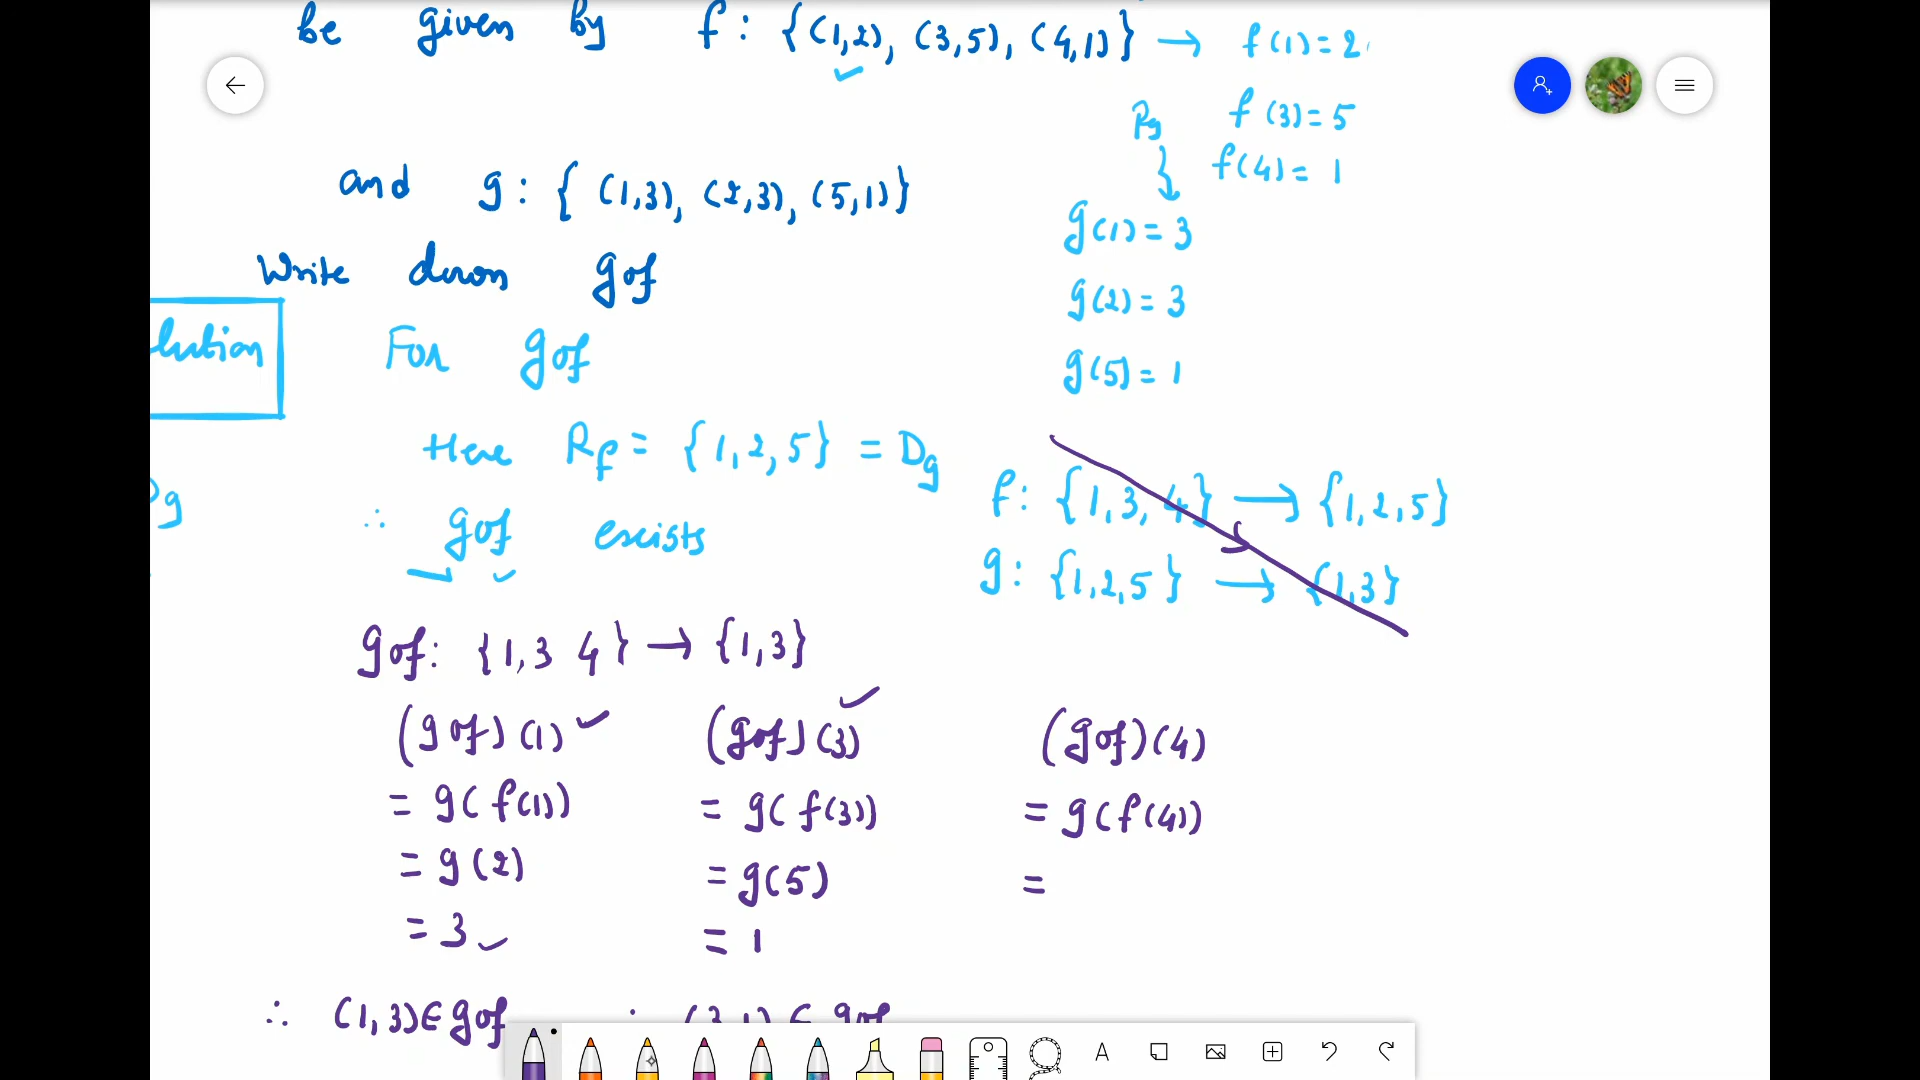 be given by f: {(1,2), (3,5), (4,1)} → f(1)=2
f(3)=5
f(4)=1
and g: { (1,3), (2,3), (5,1)}
g(1)=3
Write down gof
g(2)=3
lution
For gof
g(5)=1
Here Rf= {1,2,5} = Dg
f: {1,3,4} → {1,2,5}
g
∴ gof exists
g: {1,2,5} → {1,3}
gof: {1,3 4} → {1,3}
(gof)(1) ✓ (gof)(3) ✓ (gof)(4)
= g(f(1)) = g(f(3)) = g(f(4))
= g(2) = g(5) =
= 3 ✓ = 1
∴ (1,3)∈gof ∴ (3,1) ∈ gof
A